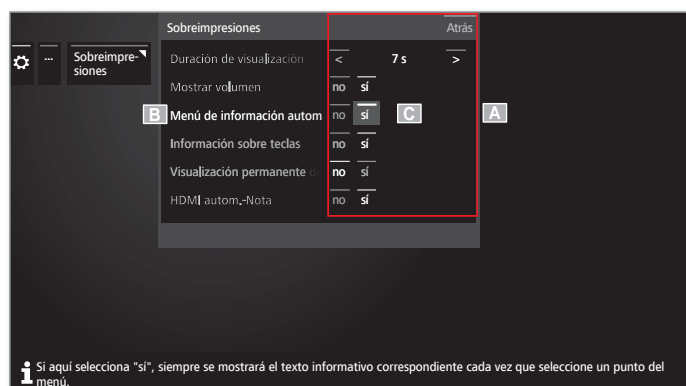 Sobreimpresiones Atrás
... Sobreimpre-
siones
Duración de visualización < 7 s >
Mostrar volumen no sí
B Menú de información autom no sí C A
Información sobre teclas no sí
Visualización permanente d no sí
HDMI autom.-Nota no sí
i Si aquí selecciona "sí", siempre se mostrará el texto informativo correspondiente cada vez que seleccione un punto del
menú.